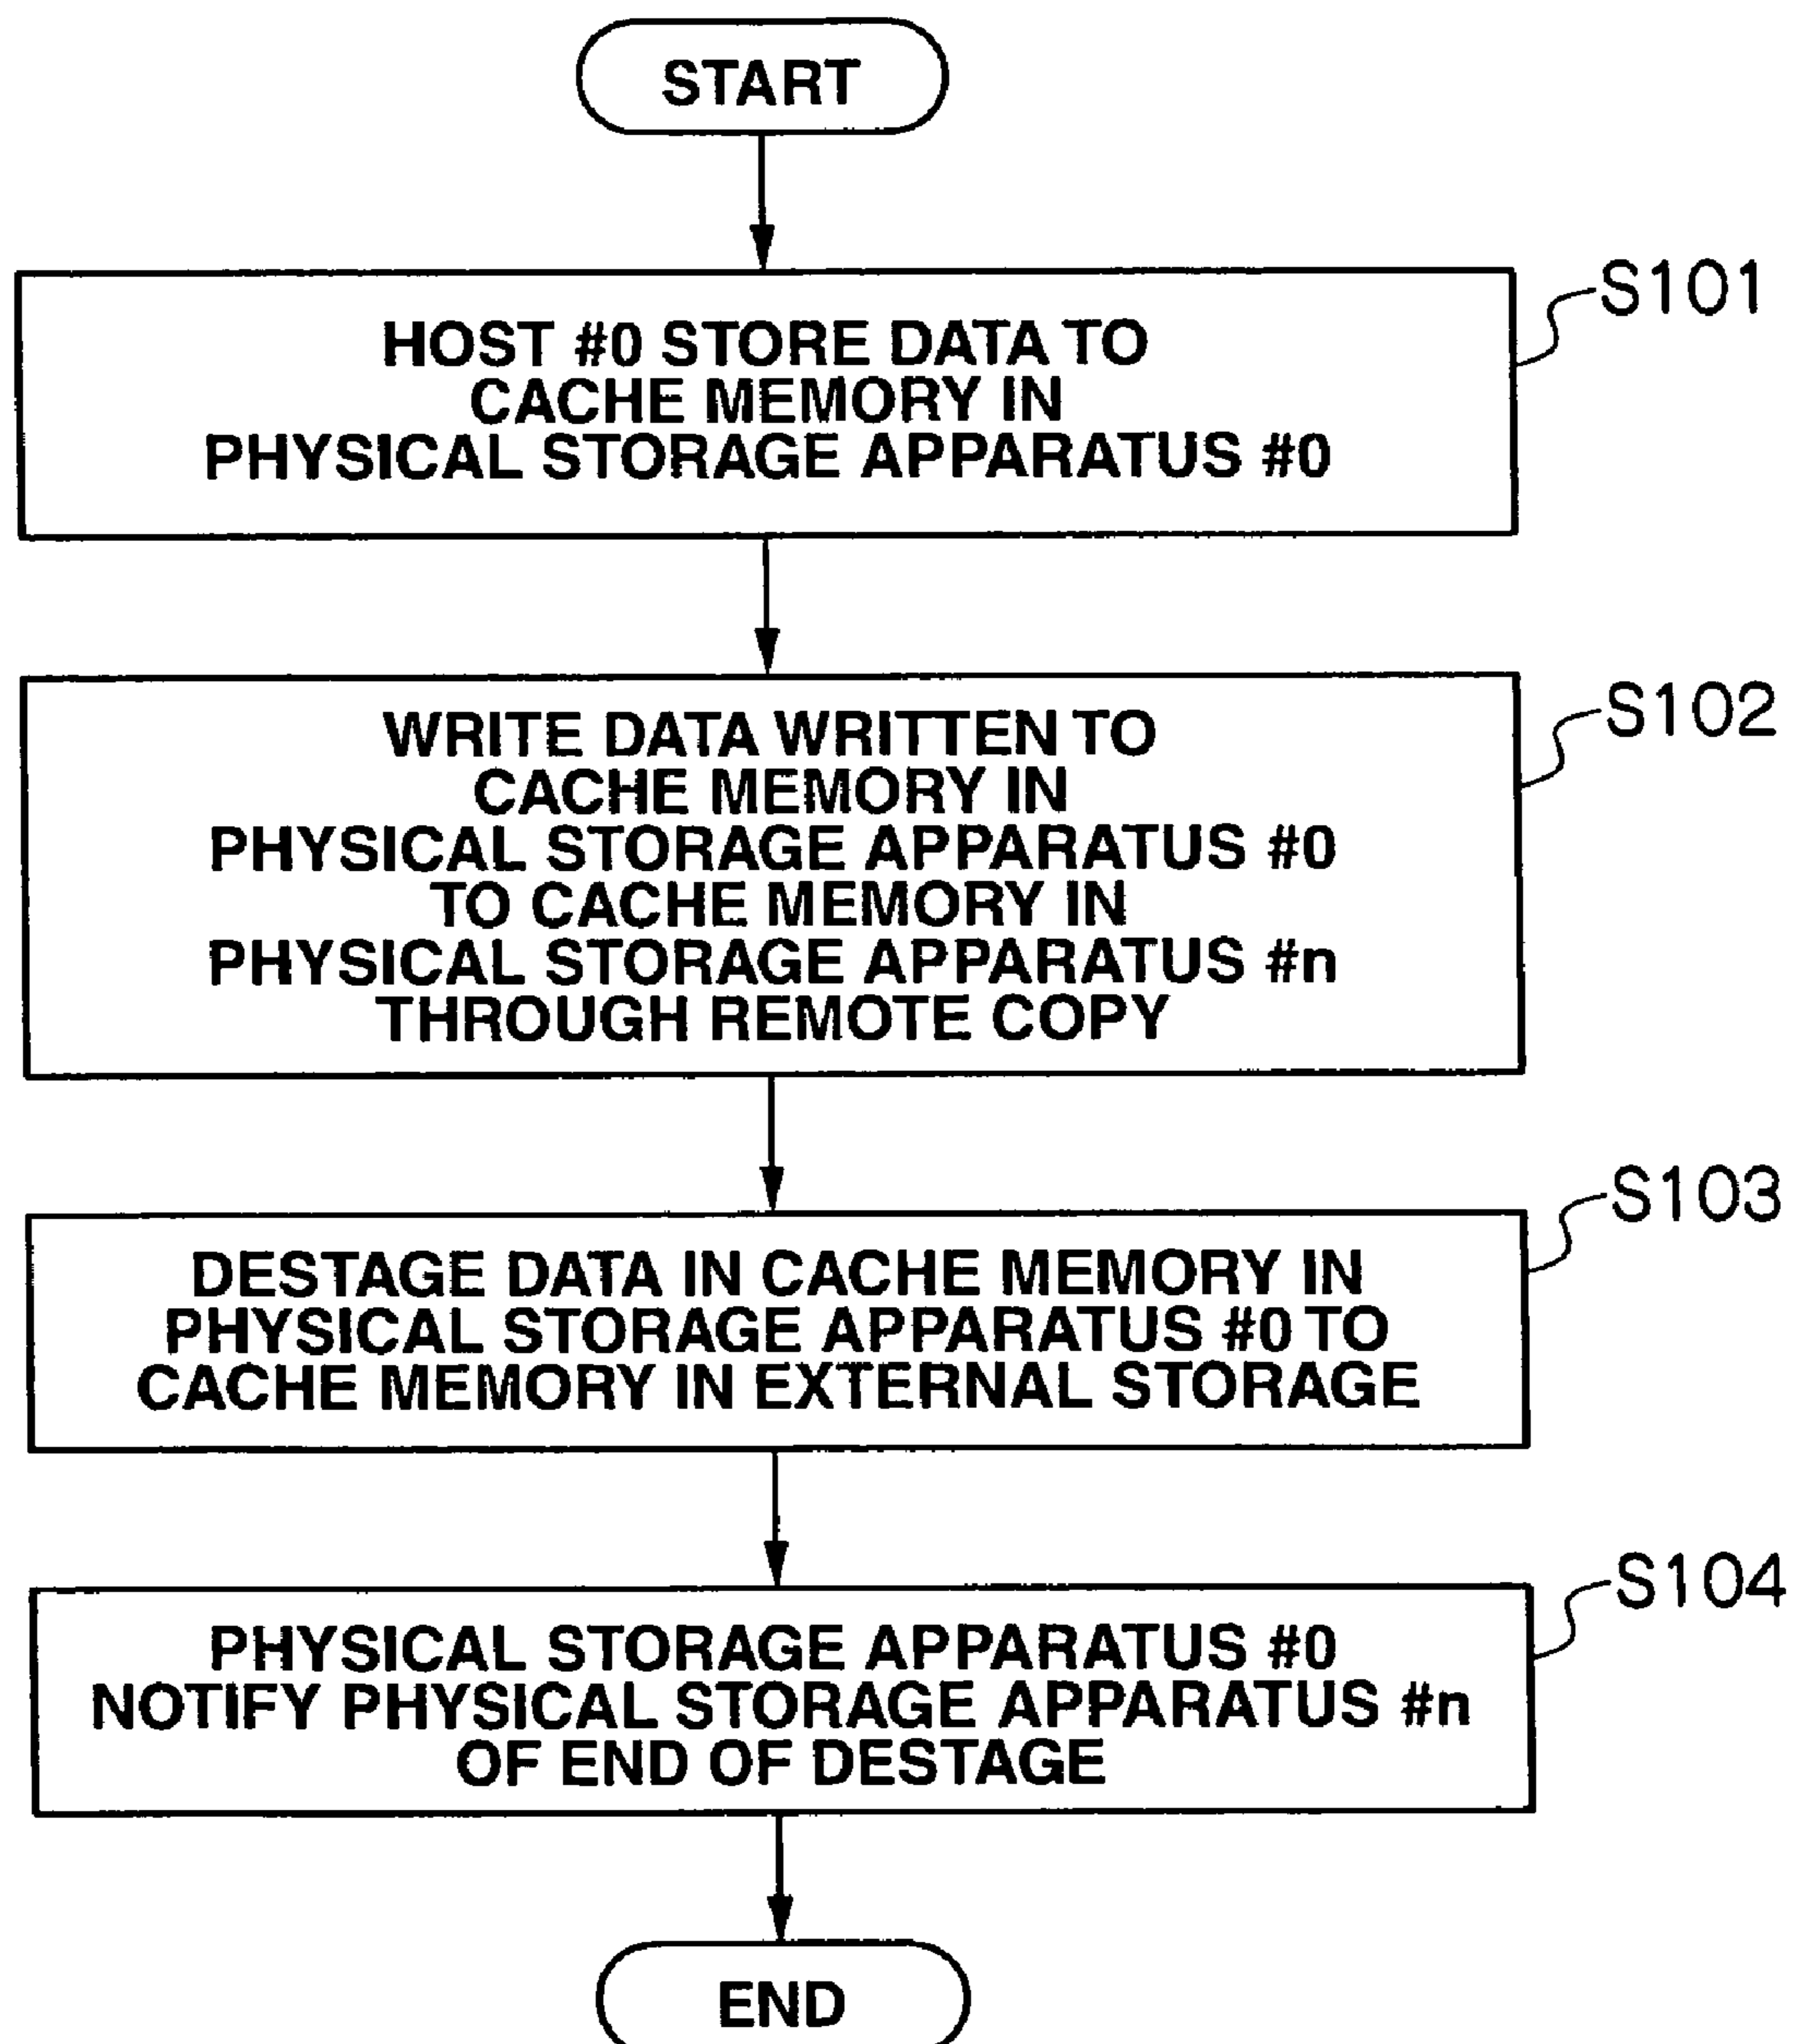 START
S101
HOST #0 STORE DATA TO
CACHE MEMORY IN
PHYSICAL STORAGE APPARATUS #0
S102
WRITE DATA WRITTEN TO
CACHE MEMORY IN
PHYSICAL STORAGE APPARATUS #0
TO CACHE MEMORY IN
PHYSICAL STORAGE APPARATUS #n
THROUGH REMOTE COPY
S103
DESTAGE DATA IN CACHE MEMORY IN
PHYSICAL STORAGE APPARATUS #0 TO
CACHE MEMORY IN EXTERNAL STORAGE
S104
PHYSICAL STORAGE APPARATUS #0
NOTIFY PHYSICAL STORAGE APPARATUS #n
OF END OF DESTAGE
END